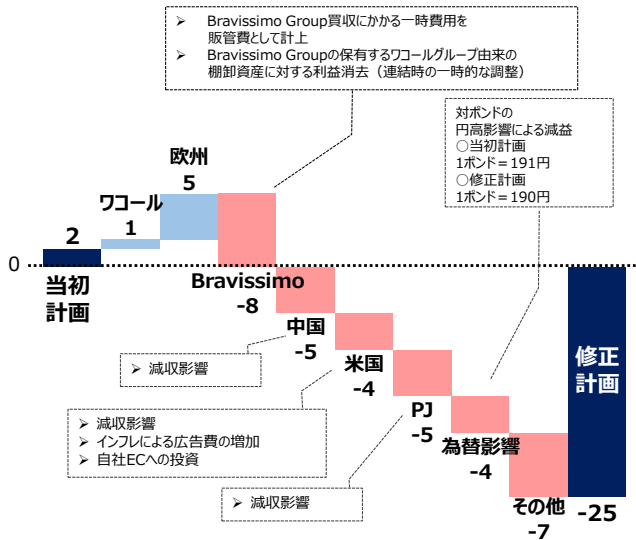 ➤ Bravissimo Group買収にかかる一時費用を
販管費として計上
➤ Bravissimo Groupの保有するワコールグループ由来の
棚卸資産に対する利益消去（連結時の一時的な調整）
対ポンドの
円高影響による減益
○当初計画
1ポンド＝191円
○修正計画
1ポンド＝190円
欧州
5
ワコール
1
2
0
当初
計画
Bravissimo
-8
中国
-5
➤ 減収影響
米国
-4
修正
計画
➤ 減収影響
➤ インフレによる広告費の増加
➤ 自社ECへの投資
PJ
-5
為替影響
-4
➤ 減収影響
その他
-7
-25